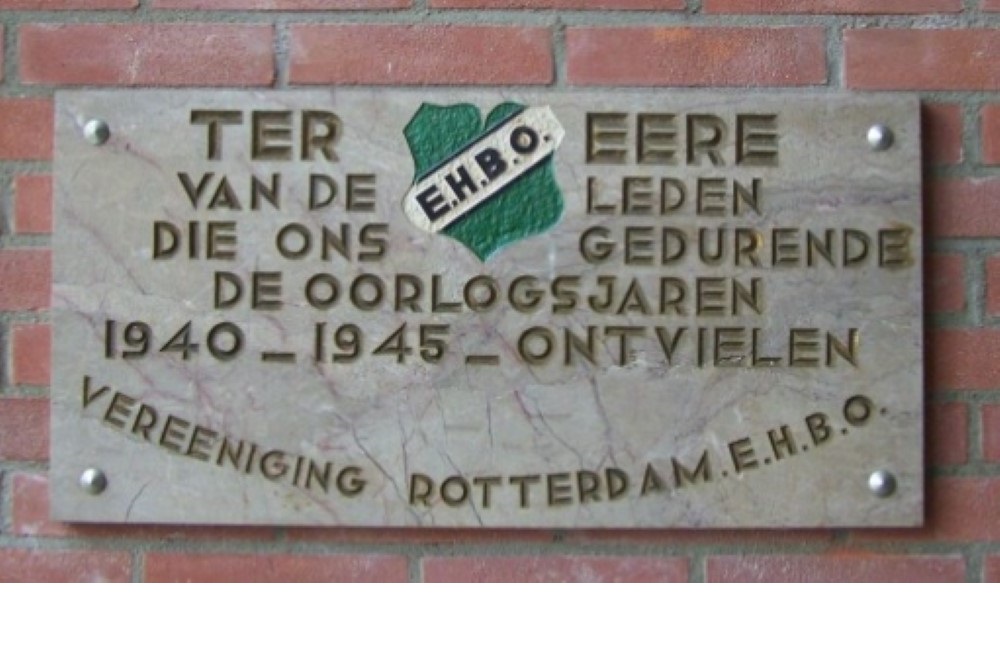 TER EERE
E.H.B.O.
VAN DE LEDEN
DIE ONS GEDURENDE
DE OORLOGSJAREN
1940 - 1945 - ONTVIELEN
VEREENIGING ROTTERDAM. E.H.B.O.